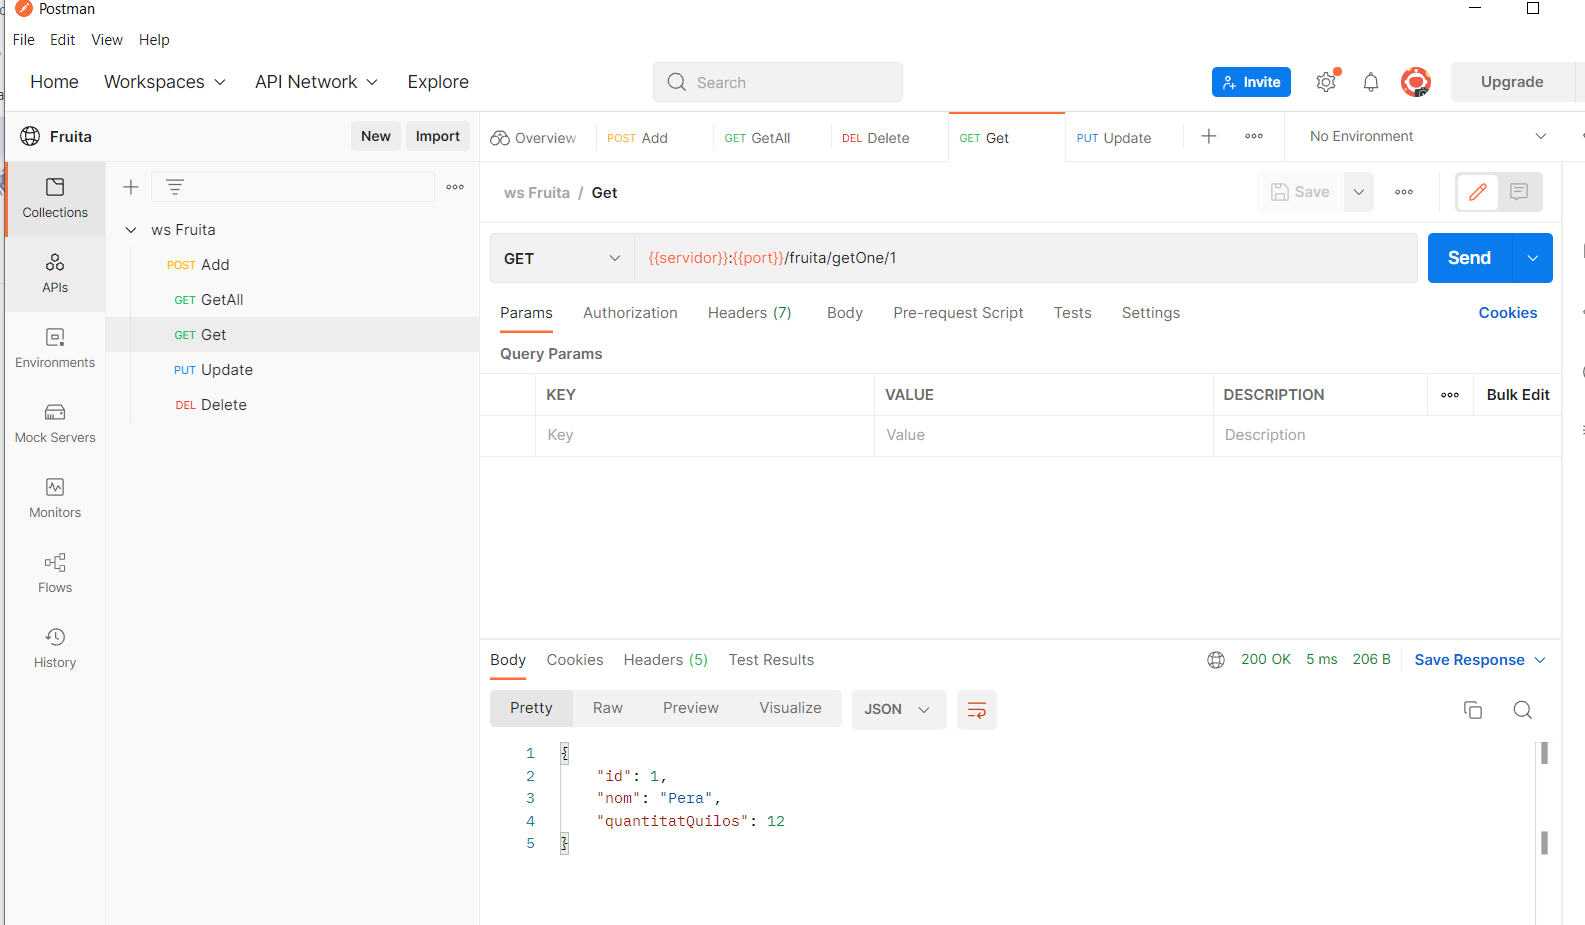 Postman
File Edit View Help
Home Workspaces API Network Explore Search Invite Upgrade
Fruita New Import Overview POST Add GET GetAll DEL Delete GET Get PUT Update No Environment
Collections
APIs
Environments
Mock Servers
Monitors
Flows
History
ws Fruita
POST Add
GET GetAll
GET Get
PUT Update
DEL Delete
ws Fruita / Get Save
GET {{servidor}}:{{port}}/fruita/getOne/1 Send
Params Authorization Headers (7) Body Pre-request Script Tests Settings Cookies
Query Params
KEY VALUE DESCRIPTION Bulk Edit
Key Value Description
Body Cookies Headers (5) Test Results 200 OK 5 ms 206 B Save Response
Pretty Raw Preview Visualize JSON
1 {
2 "id": 1,
3 "nom": "Pera",
4 "quantitatQuilos": 12
5 }